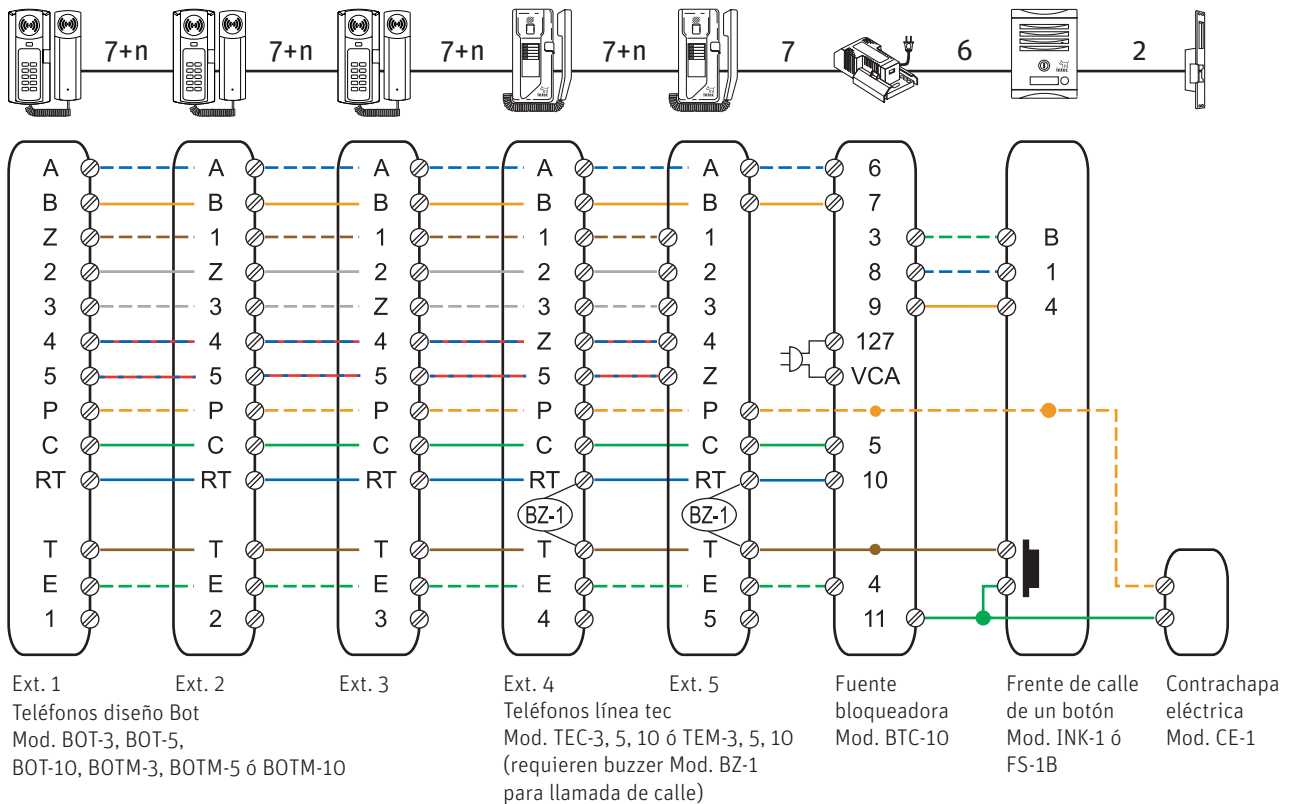 7+n 7+n 7+n 7+n 7 6 2
intec intec intec
A A A A A 6
B B B B B 7
Z 1 1 1 1 3 B
2 Z 2 2 2 8 1
3 3 Z 3 3 9 4
4 4 4 Z 4 127
5 5 5 5 Z VCA
P P P P P
C C C C C 5
RT RT RT RT RT 10
BZ-1 BZ-1
T T T T T
E E E E E 4
1 2 3 4 5 11
Ext. 1
Teléfonos diseño Bot
Mod. BOT-3, BOT-5,
BOT-10, BOTM-3, BOTM-5 ó BOTM-10
Ext. 2
Ext. 3
Ext. 4
Teléfonos línea tec
Mod. TEC-3, 5, 10 ó TEM-3, 5, 10
(requieren buzzer Mod. BZ-1
para llamada de calle)
Ext. 5
Fuente
bloqueadora
Mod. BTC-10
Frente de calle
de un botón
Mod. INK-1 ó
FS-1B
Contrachapa
eléctrica
Mod. CE-1